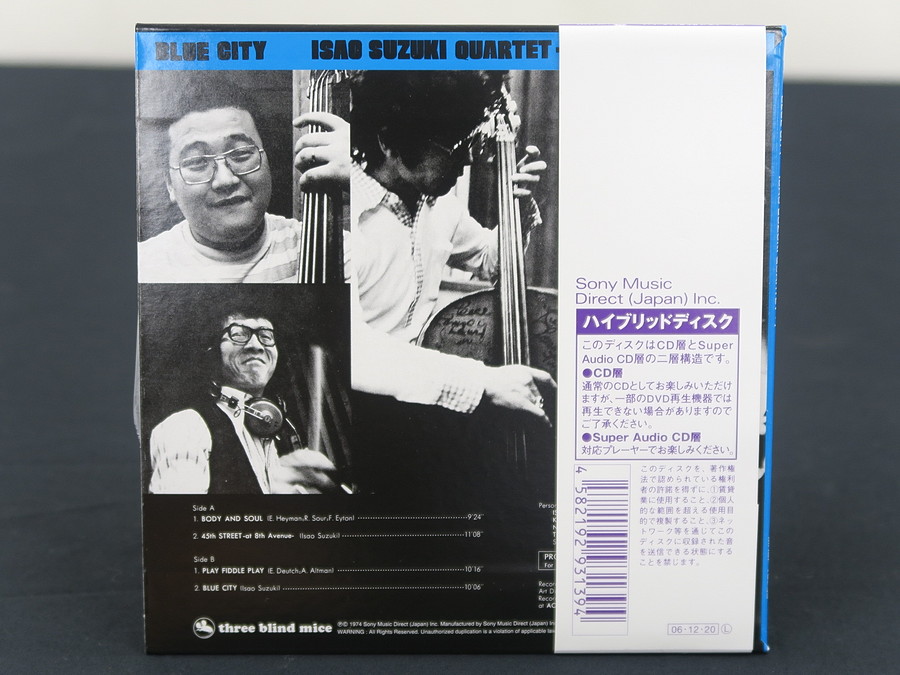 BLUE CITY ISAO SUZUKI QUARTET
Sony Music
Direct (Japan) Inc.
ハイブリッドディスク
このディスクはCD層とSuper
Audio CD層の二層構造です。
●CD層
通常のCDとしてお楽しみいただけ
ますが、一部のDVD再生機器では
再生できない場合がありますので
ご了承ください。
●Super Audio CD層
対応プレーヤーでお楽しみください。
このディスクを、著作権
法で認められている権利
者の許諾を得ずに、①賃貸
業に使用すること、②個人
的な範囲を超える使用目
的で複製すること、③ネッ
トワーク等を通じてこの
ディスクに収録された音
を送信できる状態にする
ことを禁じます。
4 582192 931394
06・12・20 L
Side A
1. BODY AND SOUL (E. Heyman,R. Saur,F. Eyton) 9'24"
2. 45th STREET-at 8th Avenue- (Isao Suzuki) 11'08"
Side B
1. PLAY FIDDLE PLAY (E. Deutch,A. Altman) 10'16"
2. BLUE CITY (Isao Suzuki) 10'06"
three blind mice
℗© 1974 Sony Music Direct (Japan) Inc. Manufactured by Sony Music Direct (Japan) In
WARNING : All Rights Reserved. Unauthorized duplication is a violation of applicable law
Person
PRO
For
Record
Art D
Recor
at AO